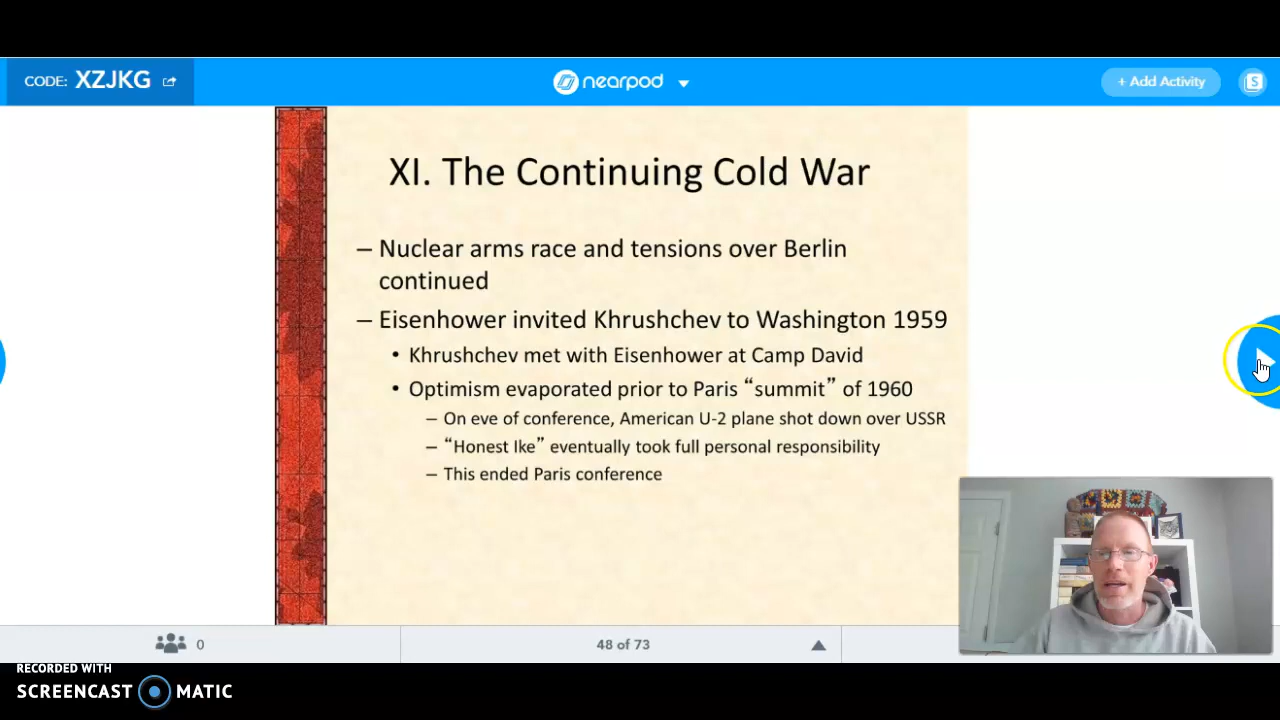 CODE: XZJKG
nearpod
+ Add Activity
S
XI. The Continuing Cold War
– Nuclear arms race and tensions over Berlin
continued
– Eisenhower invited Khrushchev to Washington 1959
• Khrushchev met with Eisenhower at Camp David
• Optimism evaporated prior to Paris “summit” of 1960
– On eve of conference, American U-2 plane shot down over USSR
– “Honest Ike” eventually took full personal responsibility
– This ended Paris conference
0
48 of 73
RECORDED WITH
SCREENCAST MATIC